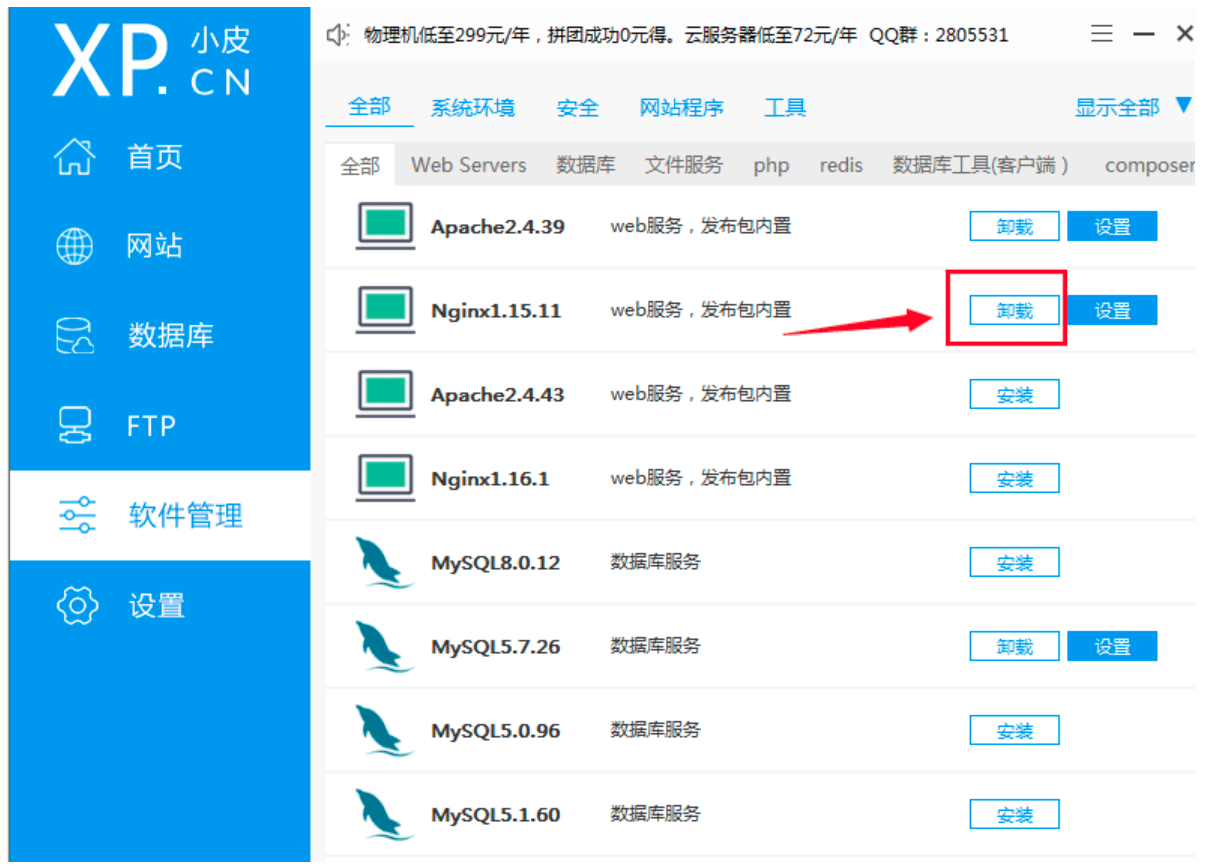 XP.小皮
CN
物理机低至299元/年，拼团成功0元得。云服务器低至72元/年 QQ群：2805531
首页
网站
数据库
FTP
软件管理
设置
全部 系统环境 安全 网站程序 工具 显示全部
全部 Web Servers 数据库 文件服务 php redis 数据库工具(客户端） composer
Apache2.4.39 web服务，发布包内置 卸载 设置
Nginx1.15.11 web服务，发布包内置 卸载 设置
Apache2.4.43 web服务，发布包内置 安装
Nginx1.16.1 web服务，发布包内置 安装
MySQL8.0.12 数据库服务 安装
MySQL5.7.26 数据库服务 卸载 设置
MySQL5.0.96 数据库服务 安装
MySQL5.1.60 数据库服务 安装